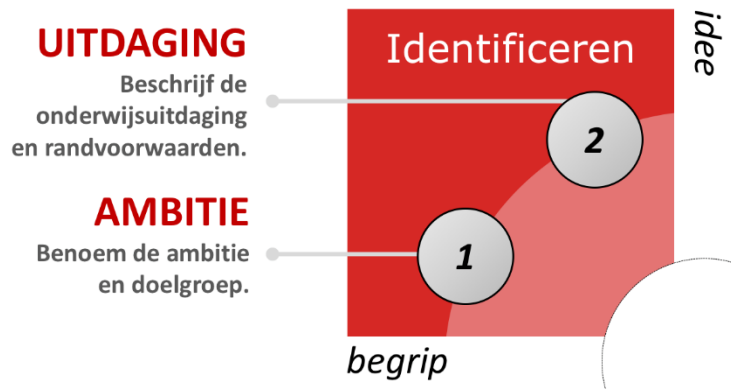 UITDAGING
Beschrijf de
onderwijsuitdaging
en randvoorwaarden.
AMBITIE
Benoem de ambitie
en doelgroep.
Identificeren
2
1
idee
begrip